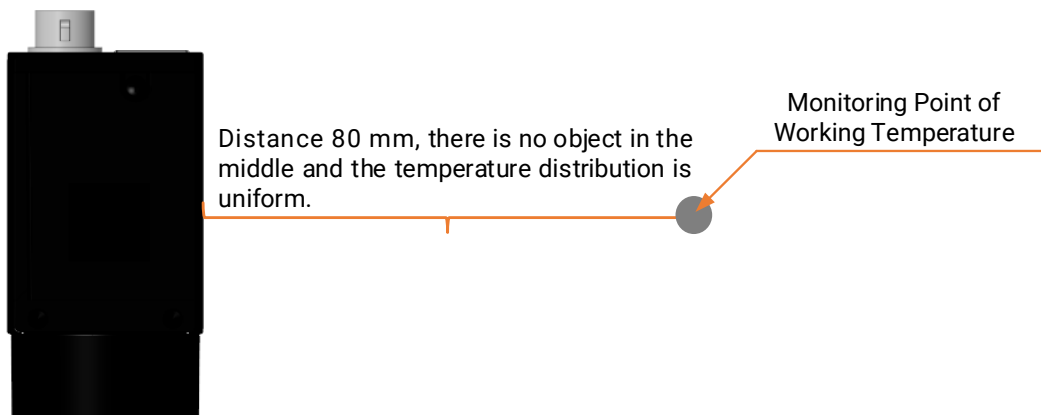 Monitoring Point of
Working Temperature
Distance 80 mm, there is no object in the
middle and the temperature distribution is
uniform.